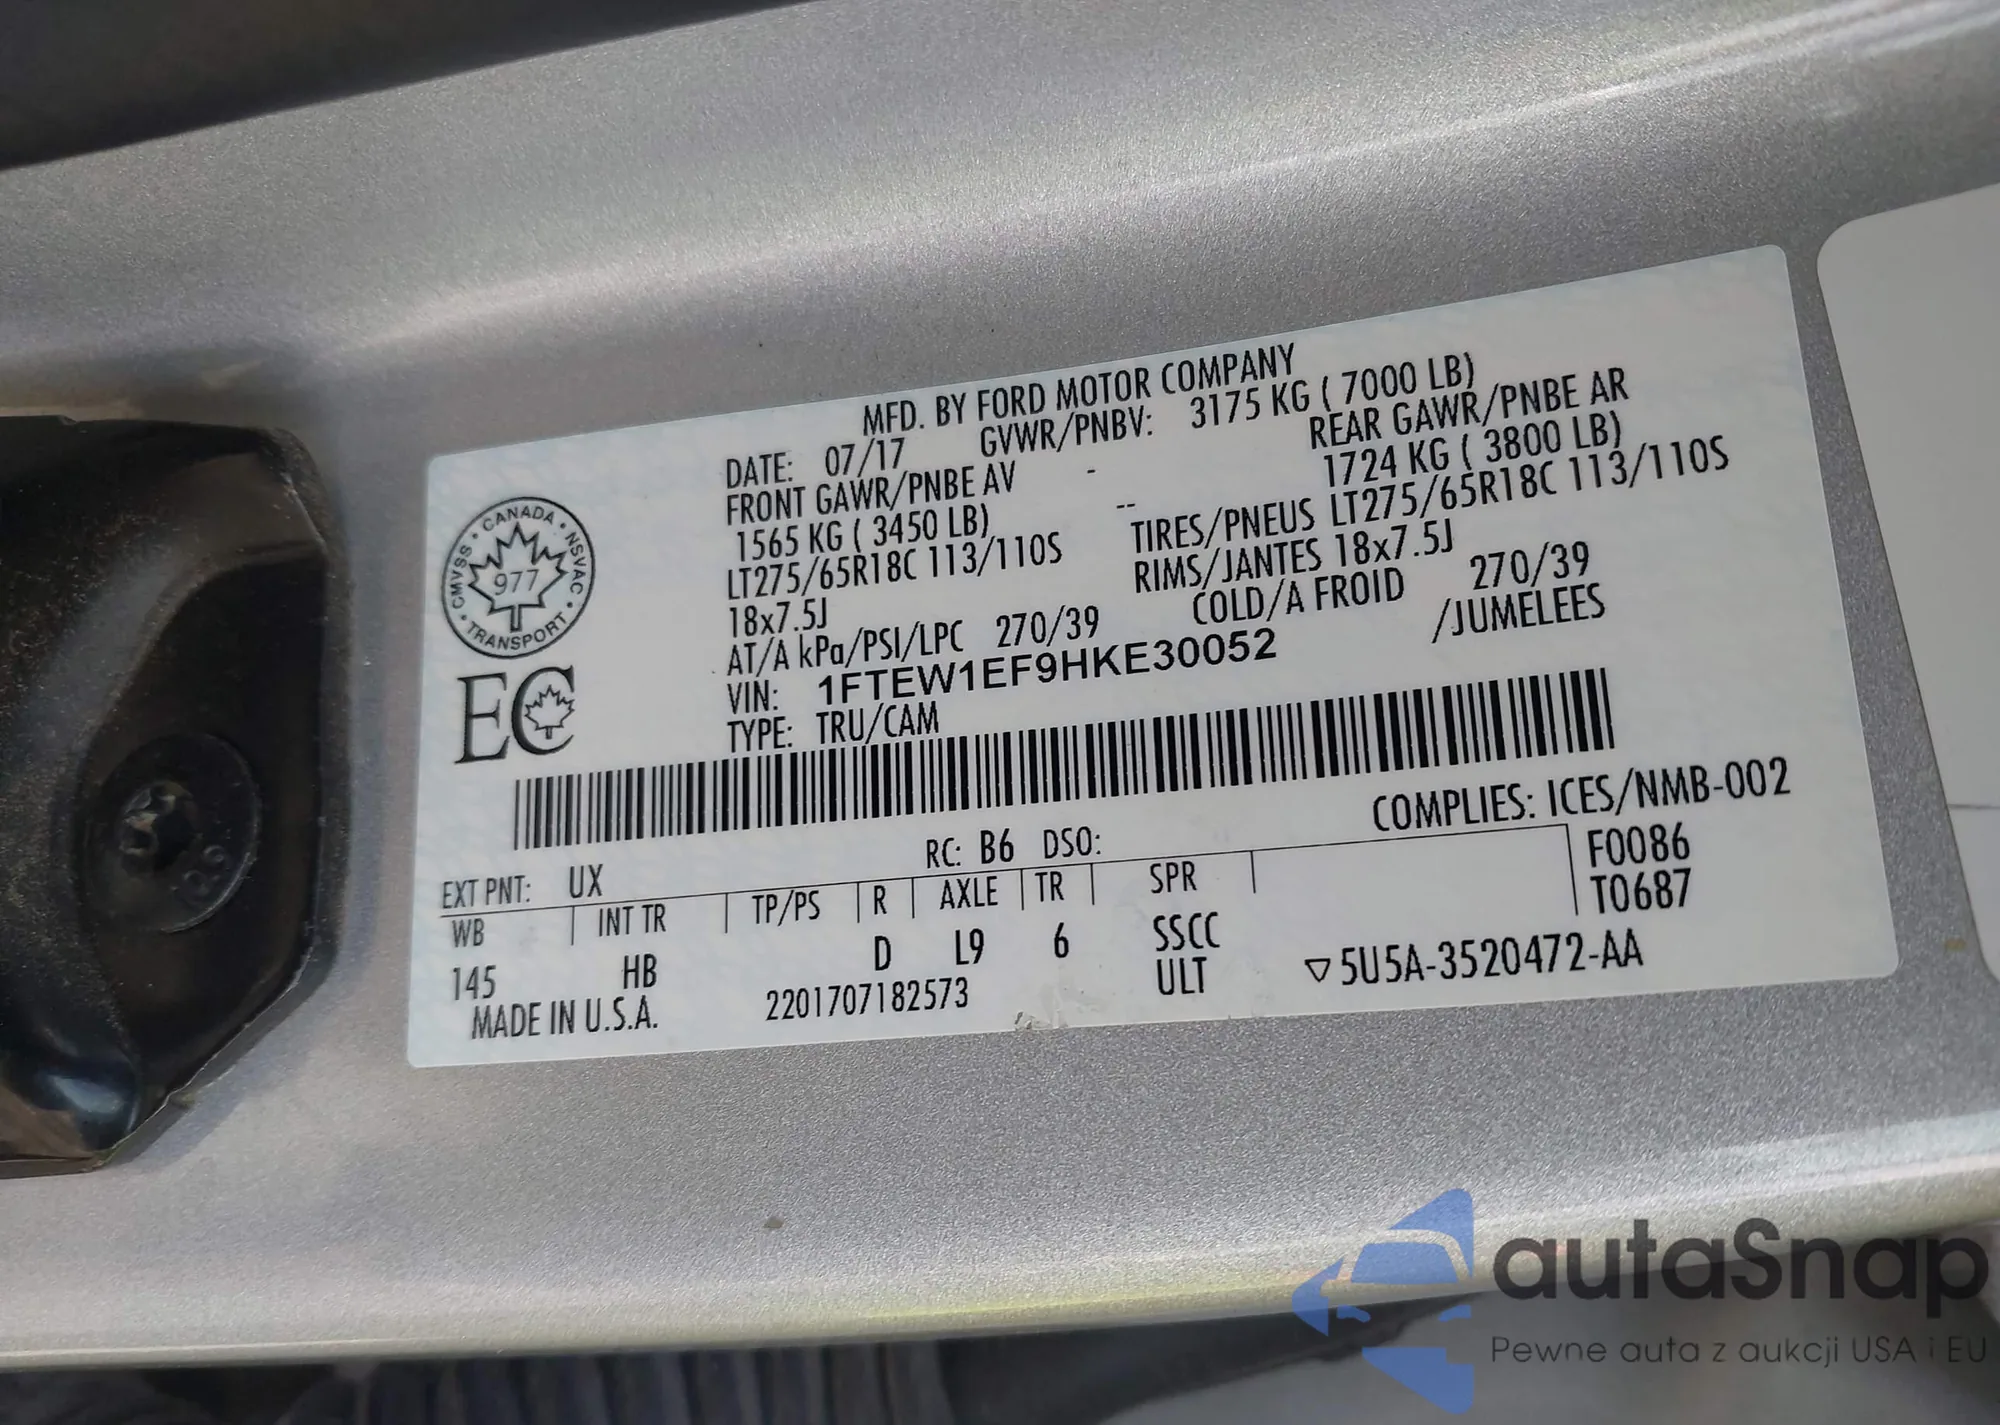 MFD. BY FORD MOTOR COMPANY
DATE: 07/17 GVWR/PNBV: 3175 KG ( 7000 LB)
FRONT GAWR/PNBE AV - REAR GAWR/PNBE AR
1565 KG ( 3450 LB) -- 1724 KG ( 3800 LB)
LT275/65R18C 113/110S TIRES/PNEUS LT275/65R18C 113/110S
18x7.5J RIMS/JANTES 18x7.5J
AT/A kPa/PSI/LPC 270/39 COLD/A FROID 270/39
VIN: 1FTEW1EF9HKE30052 /JUMELEES
TYPE: TRU/CAM
CANADA
CMVSS NSVAC
977
TRANSPORT
EC
COMPLIES: ICES/NMB-002
EXT PNT: UX RC: B6 DSO: F0086
WB INT TR TP/PS R AXLE TR SPR T0687
145 HB D L9 6 SSCC
ULT ▽5U5A-3520472-AA
MADE IN U.S.A. 2201707182573
autaSnap
Pewne auta z aukcji USA i EU